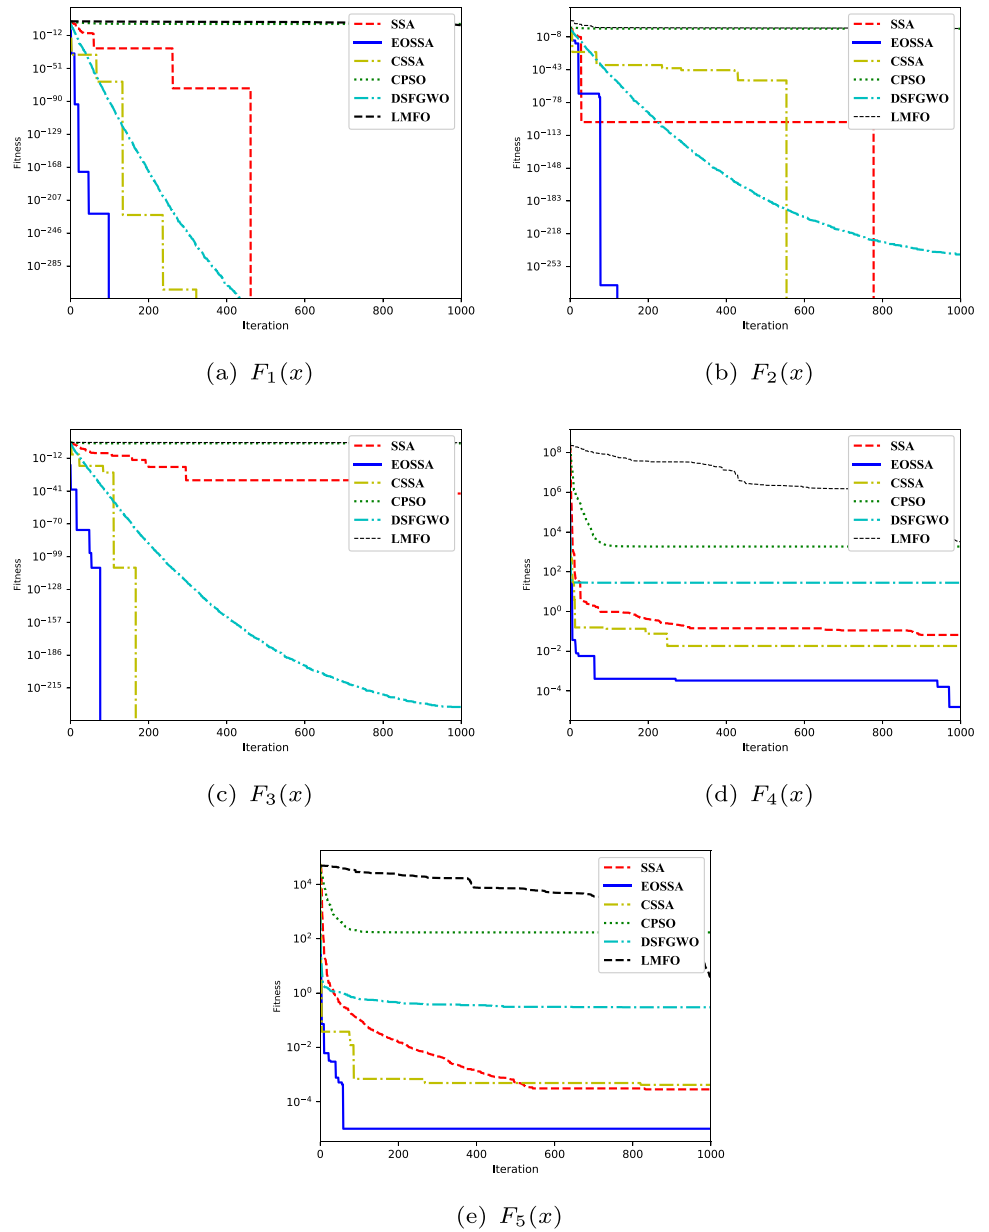 SSA
EOSSA
CSSA
CPSO
DSFGWO
LMFO
10^−12
10^−51
10^−90
10^−129
10^−168
10^−207
10^−246
10^−285
Fitness
0 200 400 600 800 1000
Iteration
(a) F₁(x)
SSA
EOSSA
CSSA
CPSO
DSFGWO
LMFO
10^−8
10^−43
10^−78
10^−113
10^−148
10^−183
10^−218
10^−253
Fitness
0 200 400 600 800 1000
Iteration
(b) F₂(x)
SSA
EOSSA
CSSA
CPSO
DSFGWO
LMFO
10^−12
10^−41
10^−70
10^−99
10^−128
10^−157
10^−186
10^−215
Fitness
0 200 400 600 800 1000
Iteration
(c) F₃(x)
SSA
EOSSA
CSSA
CPSO
DSFGWO
LMFO
10^8
10^6
10^4
10^2
10^0
10^−2
10^−4
Fitness
0 200 400 600 800 1000
Iteration
(d) F₄(x)
SSA
EOSSA
CSSA
CPSO
DSFGWO
LMFO
10^4
10^2
10^0
10^−2
10^−4
Fitness
0 200 400 600 800 1000
Iteration
(e) F₅(x)